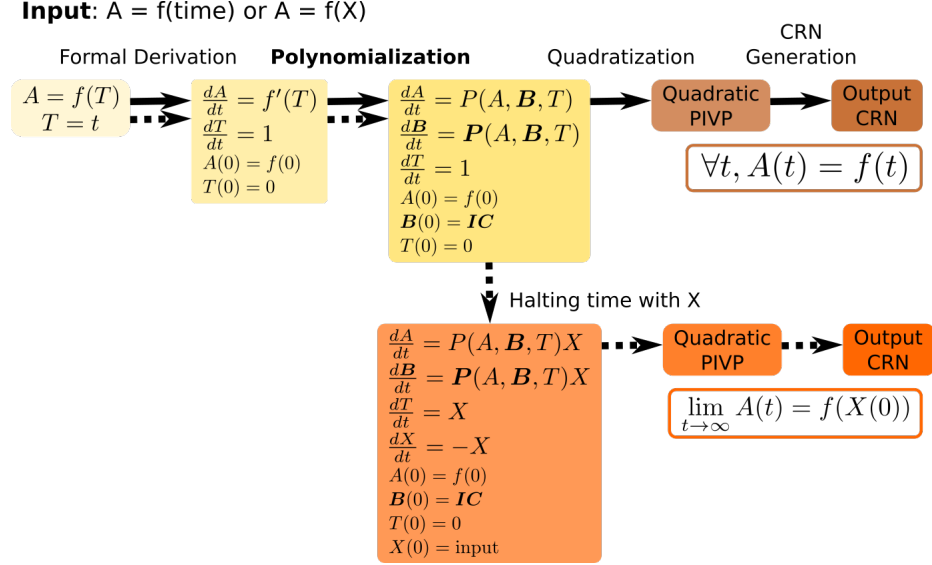 Input: A = f(time) or A = f(X)
Formal Derivation
Polynomialization
Quadratization
CRN
Generation
A = f(T)
T = t
dA/dt = f′(T)
dT/dt = 1
A(0) = f(0)
T(0) = 0
dA/dt = P(A, B, T)
dB/dt = P(A, B, T)
dT/dt = 1
A(0) = f(0)
B(0) = IC
T(0) = 0
Quadratic
PIVP
Output
CRN
∀t, A(t) = f(t)
Halting time with X
dA/dt = P(A, B, T)X
dB/dt = P(A, B, T)X
dT/dt = X
dX/dt = −X
A(0) = f(0)
B(0) = IC
T(0) = 0
X(0) = input
Quadratic
PIVP
Output
CRN
lim t→∞ A(t) = f(X(0))